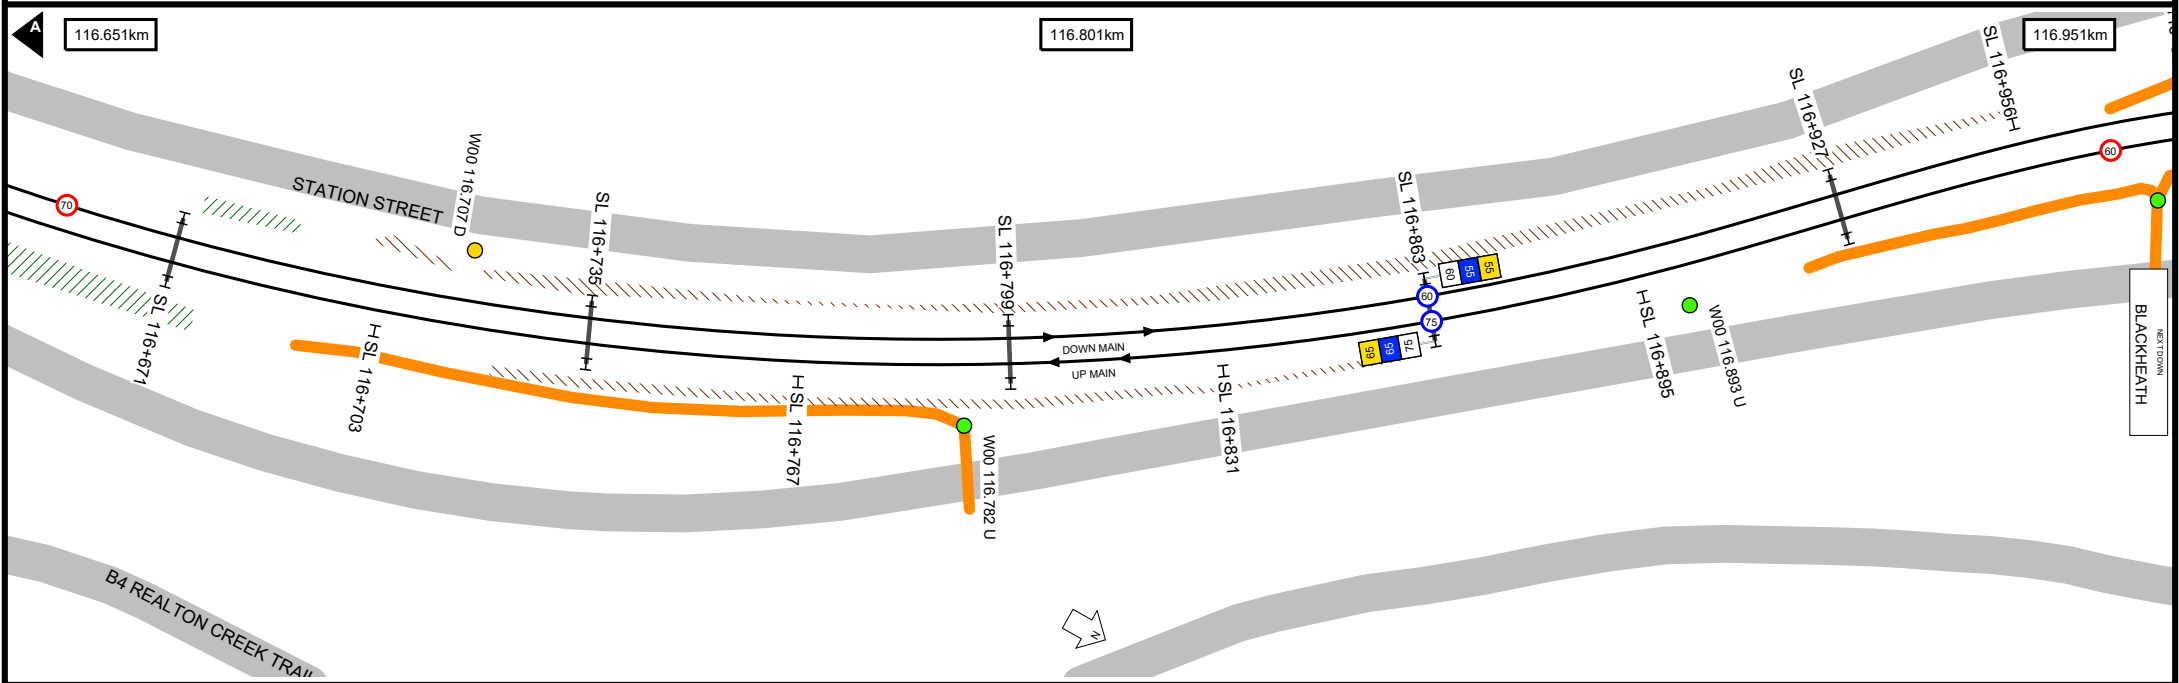 A
116.651km
116.801km
116.951km
SL 116+956
SL 116+927
W00 116.707 D
STATION STREET
SL 116+735
SL 116+799
SL 116+863
60
55
55
60
70
60
75
DOWN MAIN
UP MAIN
65
65
75
SL 116+671
SL 116+703
SL 116+767
W00 116.782 U
SL 116+831
SL 116+895
W00 116.893 U
NEXT DOWN
BLACKHEATH
B4 REALTON CREEK TRAIL
N